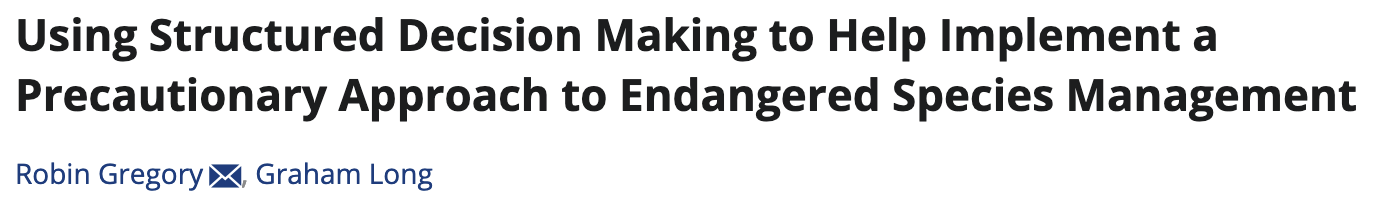 Using Structured Decision Making to Help Implement a
Precautionary Approach to Endangered Species Management
Robin Gregory, Graham Long